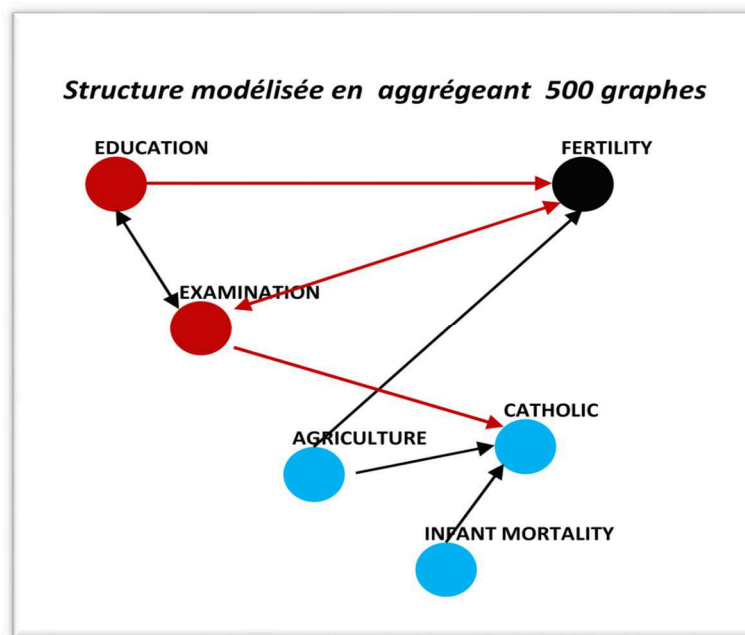 Structure modélisée en aggrégeant 500 graphes
EDUCATION
FERTILITY
EXAMINATION
CATHOLIC
AGRICULTURE
INFANT MORTALITY